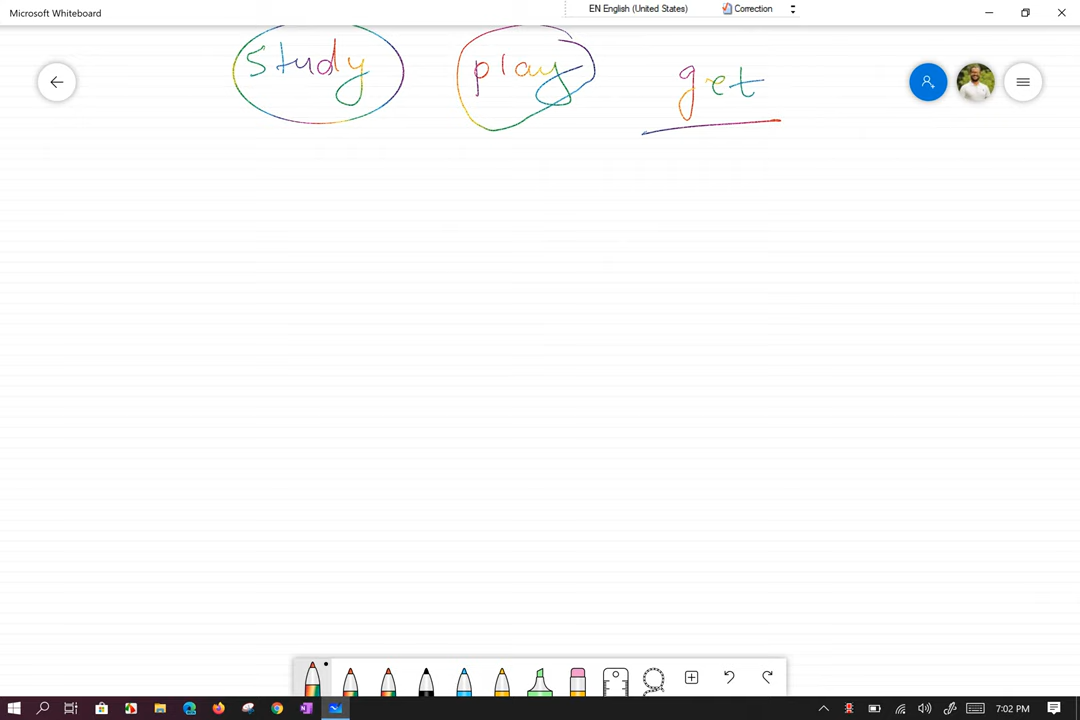 Microsoft Whiteboard
EN English (United States) Correction
study play get
7:02 PM